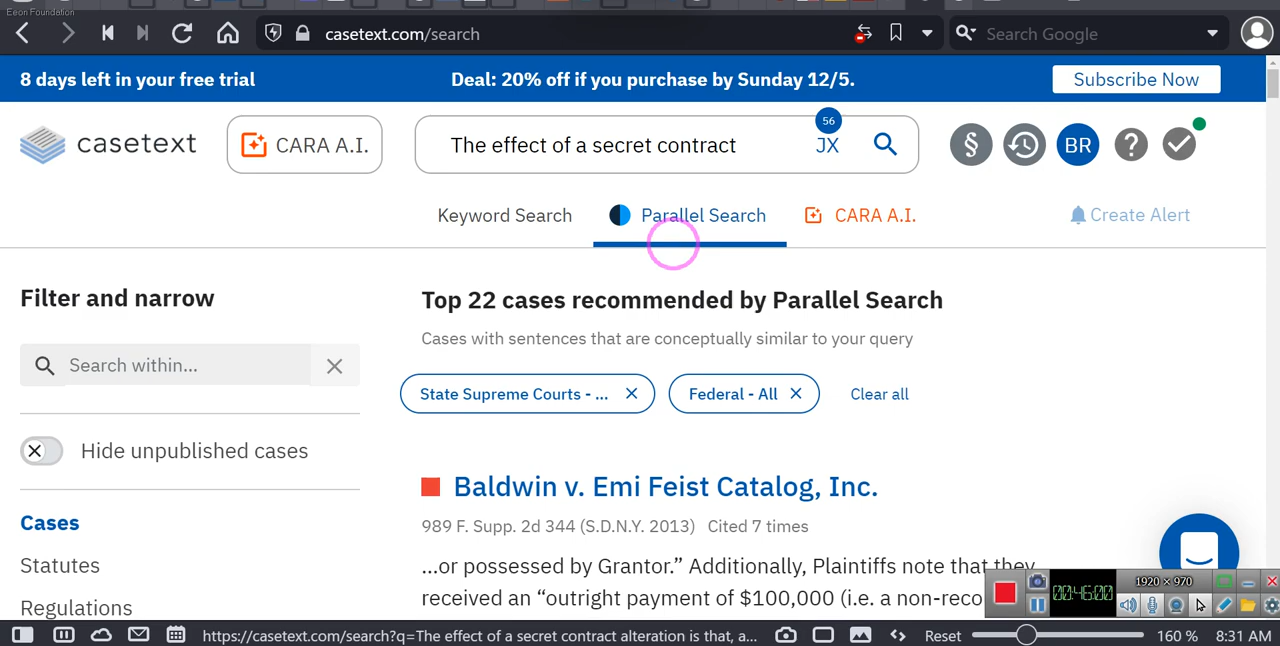 Eeon Foundation
casetext.com/search
Search Google
8 days left in your free trial
Deal: 20% off if you purchase by Sunday 12/5.
Subscribe Now
casetext
CARA A.I.
The effect of a secret contract
56
JX
§
BR
?
Keyword Search
Parallel Search
CARA A.I.
Create Alert
Filter and narrow
Search within...
Hide unpublished cases
Cases
Statutes
Regulations
Top 22 cases recommended by Parallel Search
Cases with sentences that are conceptually similar to your query
State Supreme Courts - ...
Federal - All
Clear all
Baldwin v. Emi Feist Catalog, Inc.
989 F. Supp. 2d 344 (S.D.N.Y. 2013) Cited 7 times
...or possessed by Grantor.” Additionally, Plaintiffs note that they
received an “outright payment of $100,000 (i.e. a non-reco
00:46:00
1920 × 970
https://casetext.com/search?q=The effect of a secret contract alteration is that, a...
Reset
160 %
8:31 AM